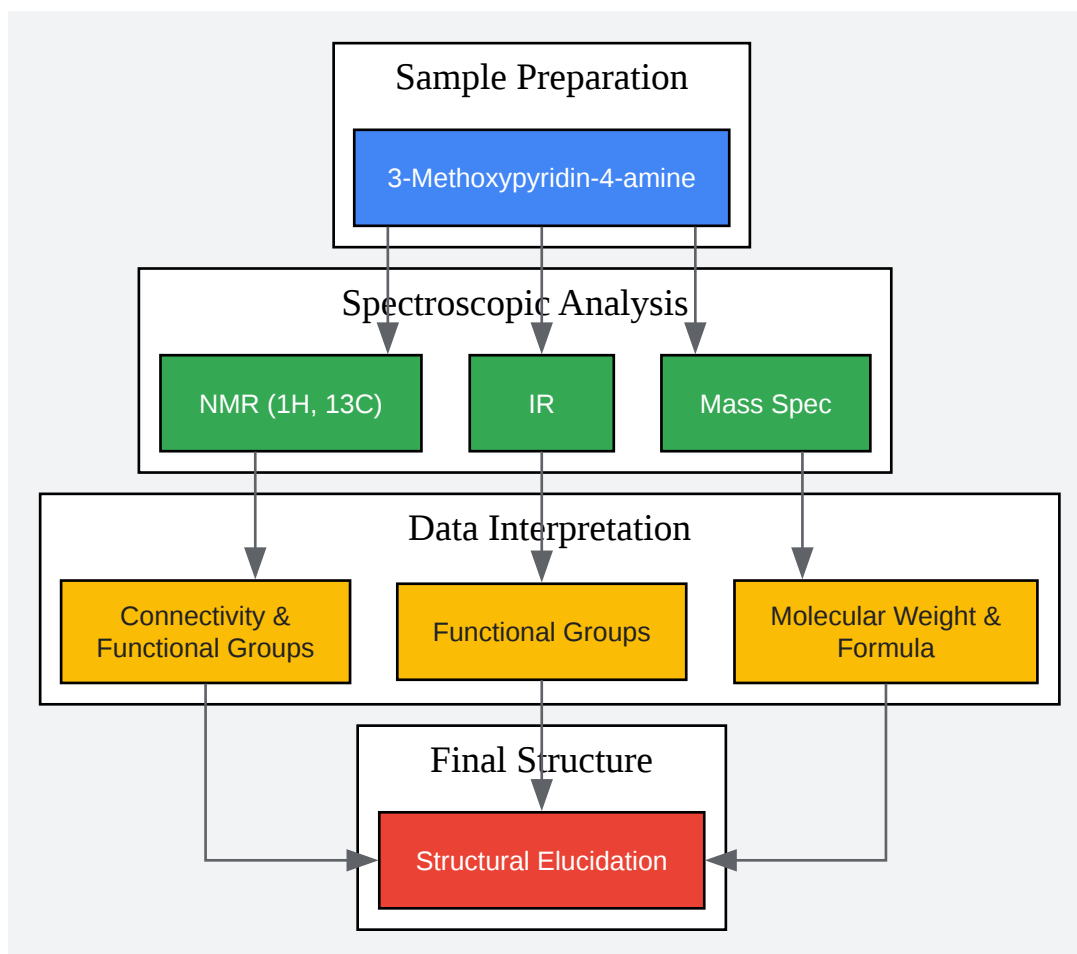 Sample Preparation
3-Methoxypyridin-4-amine
Spectroscopic Analysis
NMR (1H, 13C)
IR
Mass Spec
Data Interpretation
Connectivity &
Functional Groups
Functional Groups
Molecular Weight &
Formula
Final Structure
Structural Elucidation